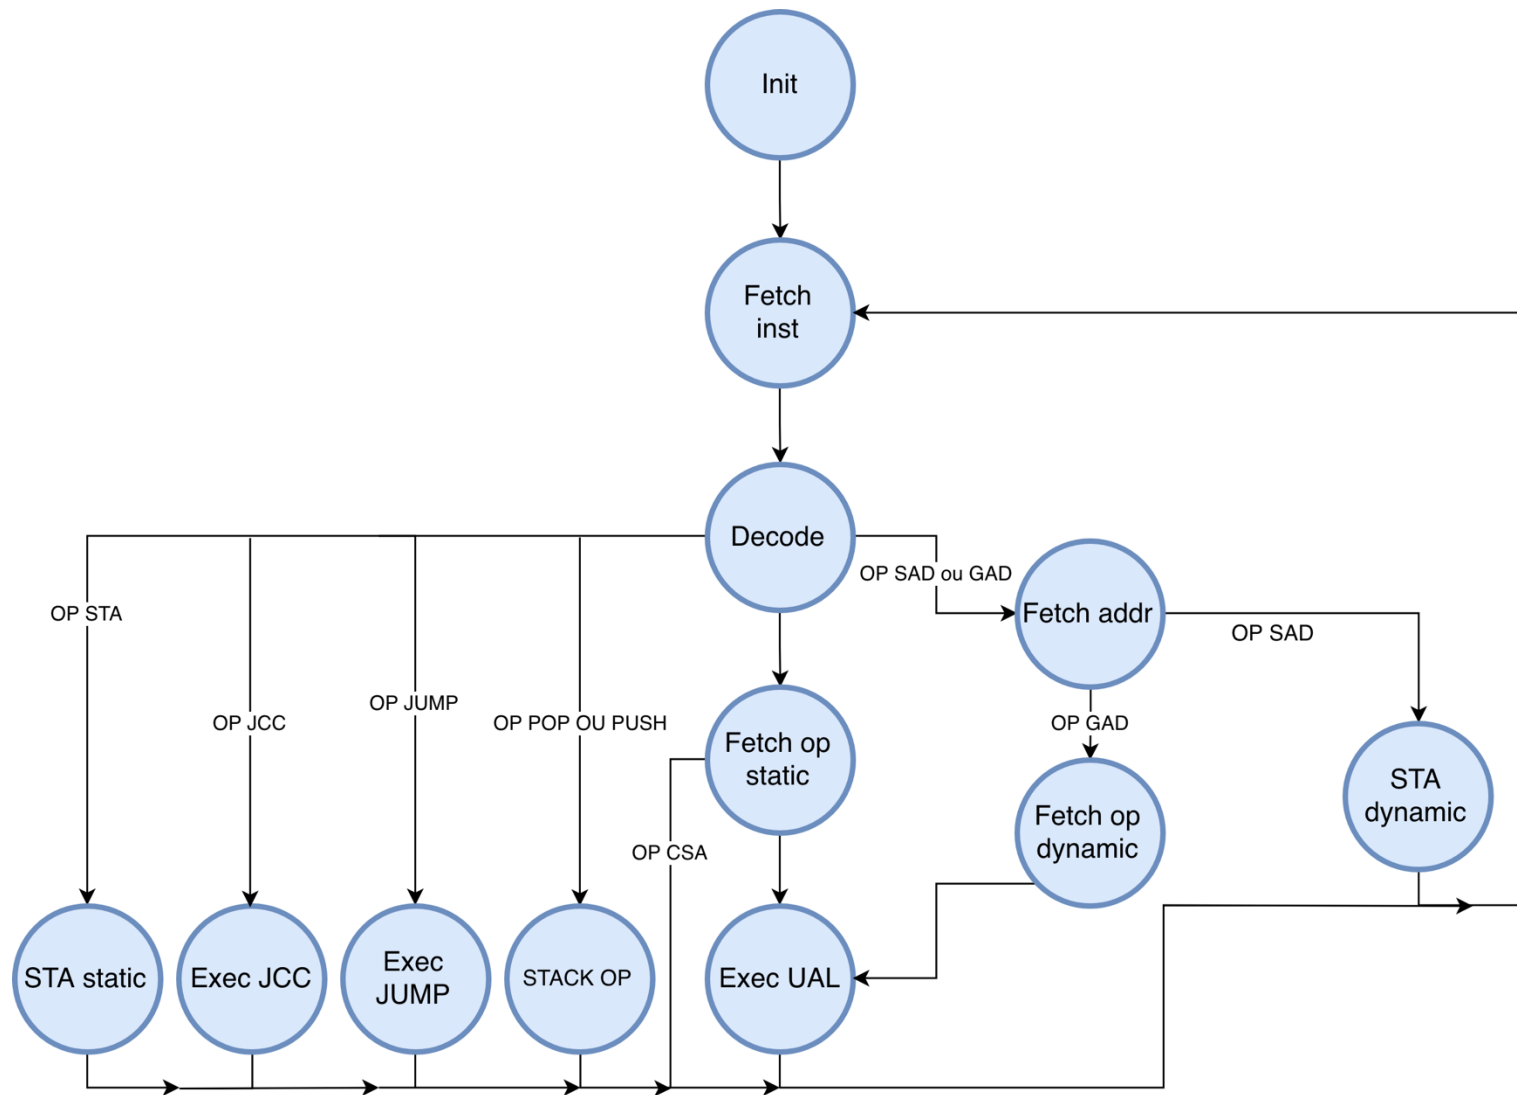 Init
Fetch
inst
Decode
OP SAD ou GAD
OP STA
Fetch addr
OP SAD
OP JUMP
OP JCC
OP POP OU PUSH
OP GAD
Fetch op
static
STA
dynamic
Fetch op
dynamic
OP CSA
STA static
Exec JCC
Exec
JUMP
STACK OP
Exec UAL